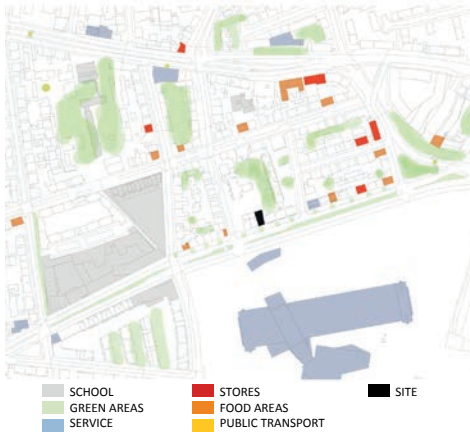 SCHOOL
GREEN AREAS
SERVICE
STORES
FOOD AREAS
PUBLIC TRANSPORT
SITE